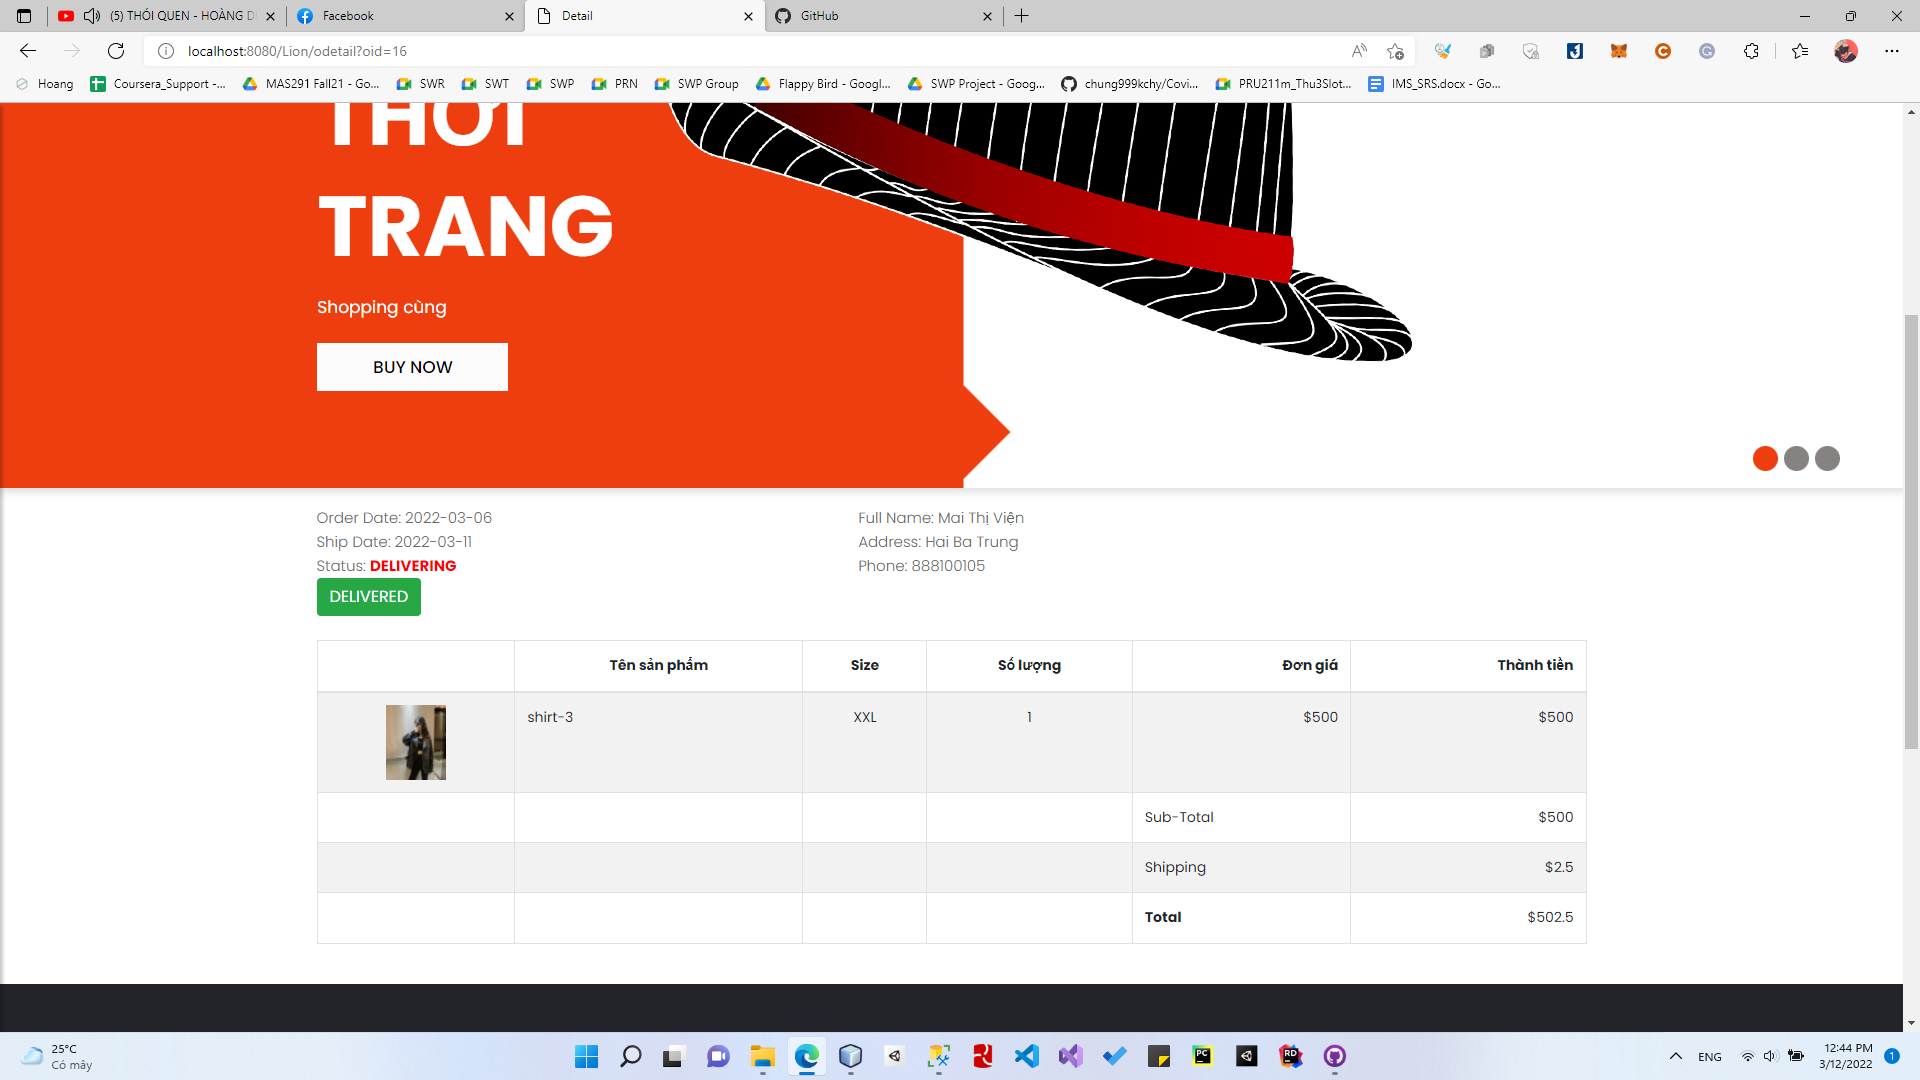 (5) THÓI QUEN - HOÀNG D
Facebook
Detail
GitHub
localhost:8080/Lion/odetail?oid=16
Hoang
Coursera_Support -...
MAS291 Fall21 - Go...
SWR
SWT
SWP
PRN
SWP Group
Flappy Bird - Googl...
SWP Project - Goog...
chung999kchy/Covi...
PRU211m_Thu3Slot...
IMS_SRS.docx - Go...
THỜI
TRANG
Shopping cùng
BUY NOW
Order Date: 2022-03-06
Ship Date: 2022-03-11
Status: DELIVERING
DELIVERED
Full Name: Mai Thị Viện
Address: Hai Ba Trung
Phone: 888100105
Tên sản phẩm Size Số lượng Đơn giá Thành tiền
shirt-3 XXL 1 $500 $500
Sub-Total $500
Shipping $2.5
Total $502.5
25°C
Có mây
ENG
12:44 PM
3/12/2022
1